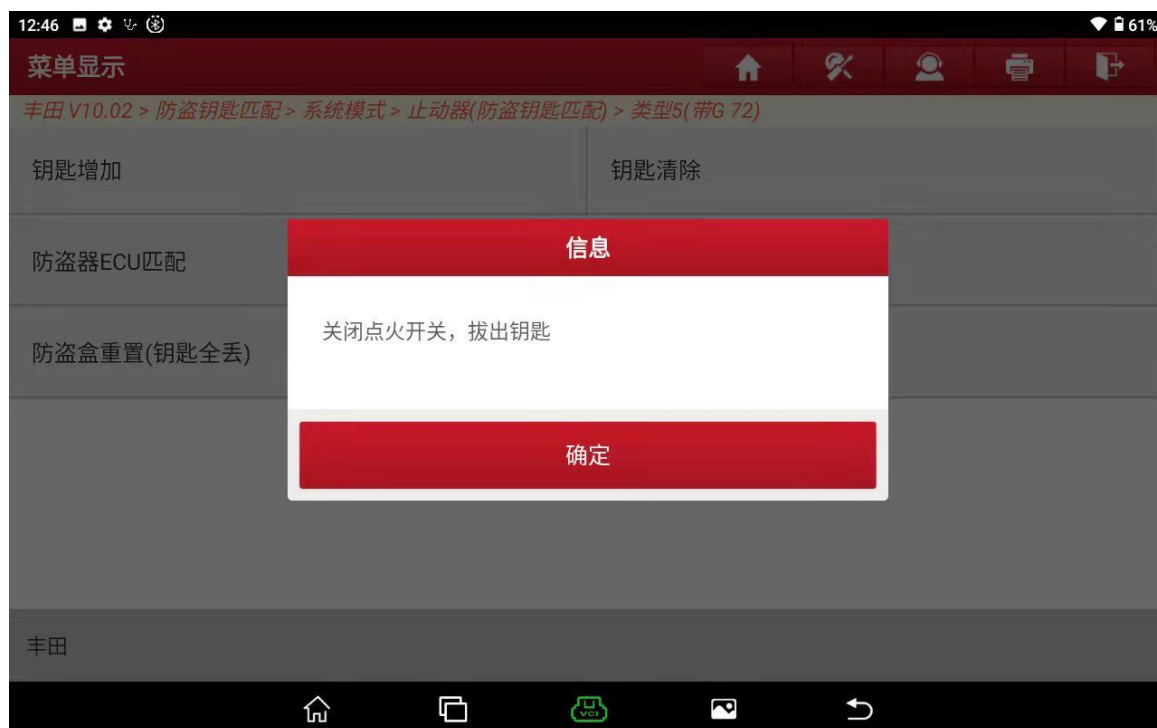 12:46
61%
菜单显示
丰田 V10.02 > 防盗钥匙匹配 > 系统模式 > 止动器(防盗钥匙匹配) > 类型5(带G 72)
钥匙增加
钥匙清除
防盗器ECU匹配
信息
关闭点火开关，拔出钥匙
防盗盒重置(钥匙全丢)
确定
丰田
VCI